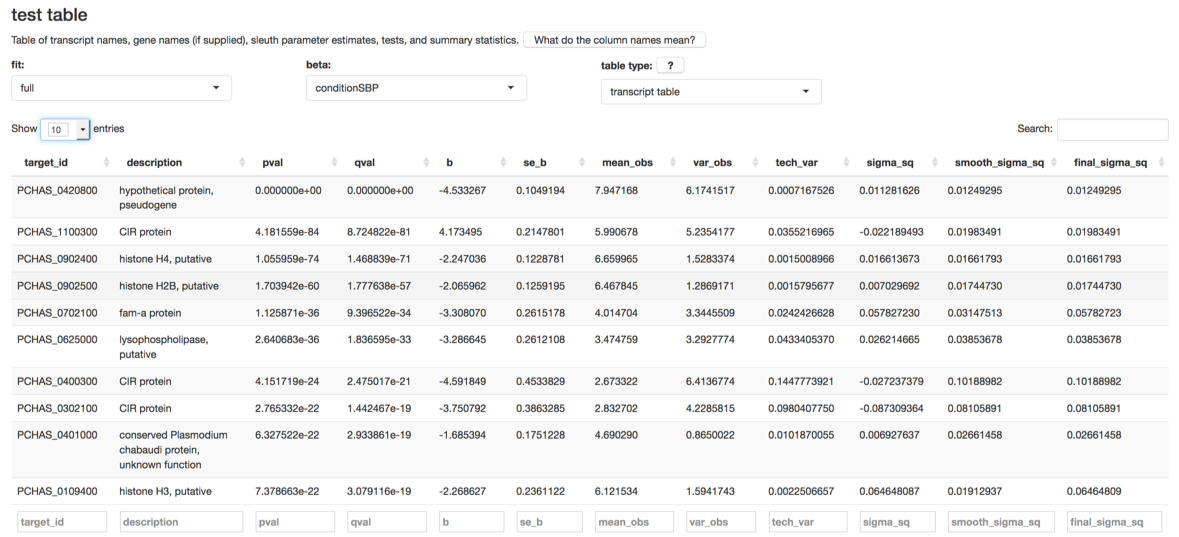 test table
Table of transcript names, gene names (if supplied), sleuth parameter estimates, tests, and summary statistics. What do the column names mean?
fit: beta: table type: ?
full conditionSBP transcript table
Show 10 entries Search:
target_id description pval qval b se_b mean_obs var_obs tech_var sigma_sq smooth_sigma_sq final_sigma_sq
PCHAS_0420800 hypothetical protein, 0.000000e+00 0.000000e+00 -4.533267 0.1049194 7.947168 6.1741517 0.0007167526 0.011281626 0.01249295 0.01249295
pseudogene
PCHAS_1100300 CIR protein 4.181559e-84 8.724822e-81 4.173495 0.2147801 5.990678 5.2354177 0.0355216965 -0.022189493 0.01983491 0.01983491
PCHAS_0902400 histone H4, putative 1.055959e-74 1.468839e-71 -2.247036 0.1228781 6.659965 1.5283374 0.0015008966 0.016613673 0.01661793 0.01661793
PCHAS_0902500 histone H2B, putative 1.703942e-60 1.777638e-57 -2.065962 0.1259195 6.467845 1.2869171 0.0015795677 0.007029692 0.01744730 0.01744730
PCHAS_0702100 fam-a protein 1.125871e-36 9.396522e-34 -3.308070 0.2615178 4.014704 3.3445509 0.0242426628 0.057827230 0.03147513 0.05782723
PCHAS_0625000 lysophospholipase, 2.640683e-36 1.836595e-33 -3.286645 0.2612108 3.474759 3.2927774 0.0433405370 0.026214665 0.03853678 0.03853678
putative
PCHAS_0400300 CIR protein 4.151719e-24 2.475017e-21 -4.591849 0.4533829 2.673322 6.4136774 0.1447773921 -0.027237379 0.10188982 0.10188982
PCHAS_0302100 CIR protein 2.765332e-22 1.442467e-19 -3.750792 0.3863285 2.832702 4.2285815 0.0980407750 -0.087309364 0.08105891 0.08105891
PCHAS_0401000 conserved Plasmodium 6.327522e-22 2.933861e-19 -1.685394 0.1751228 4.690290 0.8650022 0.0101870055 0.006927637 0.02661458 0.02661458
chabaudi protein,
unknown function
PCHAS_0109400 histone H3, putative 7.378663e-22 3.079116e-19 -2.268627 0.2361122 6.121534 1.5941743 0.0022506657 0.064648087 0.01912937 0.06464809
target_id description pval qval b se_b mean_obs var_obs tech_var sigma_sq smooth_sigma_sq final_sigma_sq